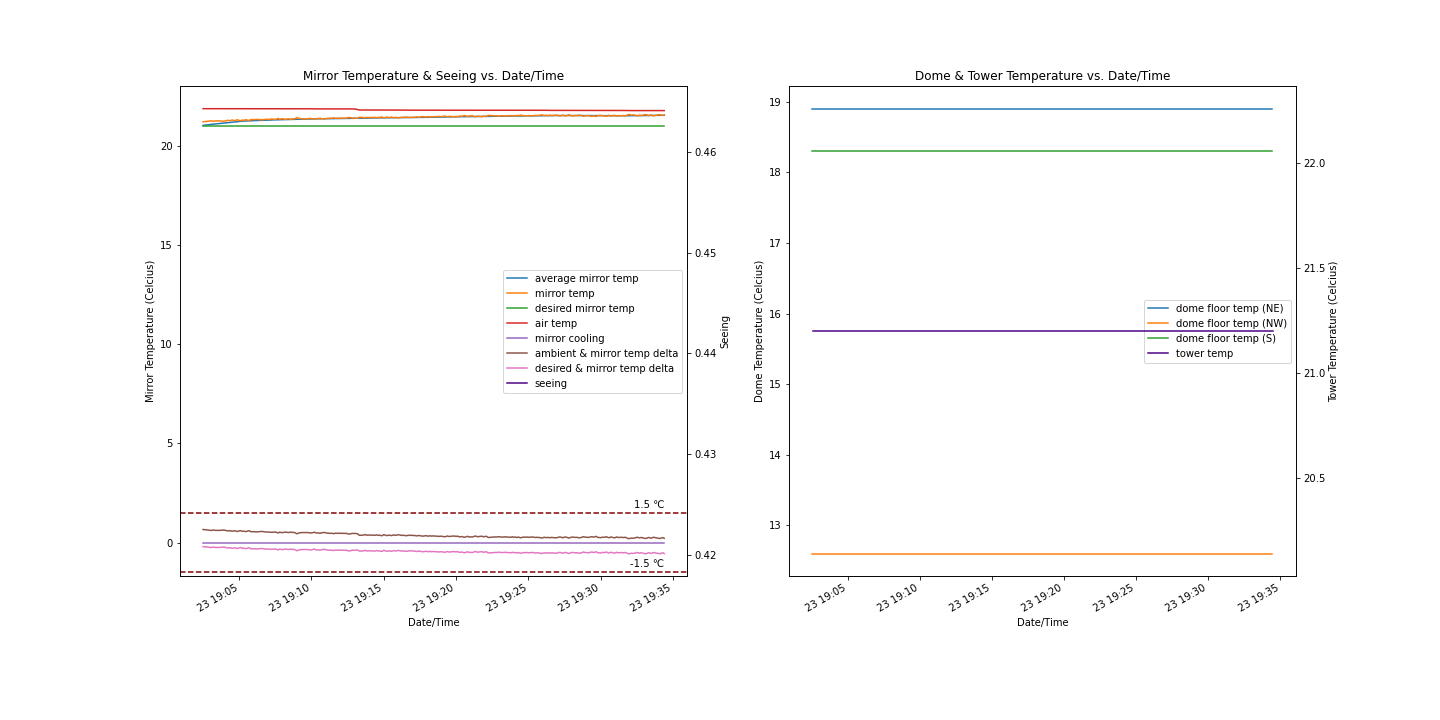 Mirror Temperature & Seeing vs. Date/Time
Mirror Temperature (Celcius)
20
15
10
5
0
0.46
0.45
0.44
0.43
0.42
Seeing
average mirror temp
mirror temp
desired mirror temp
air temp
mirror cooling
ambient & mirror temp delta
desired & mirror temp delta
seeing
1.5 °C
-1.5 °C
23 19:05
23 19:10
23 19:15
23 19:20
23 19:25
23 19:30
23 19:35
Date/Time
Dome & Tower Temperature vs. Date/Time
Dome Temperature (Celcius)
19
18
17
16
15
14
13
22.0
21.5
21.0
20.5
Tower Temperature (Celcius)
dome floor temp (NE)
dome floor temp (NW)
dome floor temp (S)
tower temp
23 19:05
23 19:10
23 19:15
23 19:20
23 19:25
23 19:30
23 19:35
Date/Time